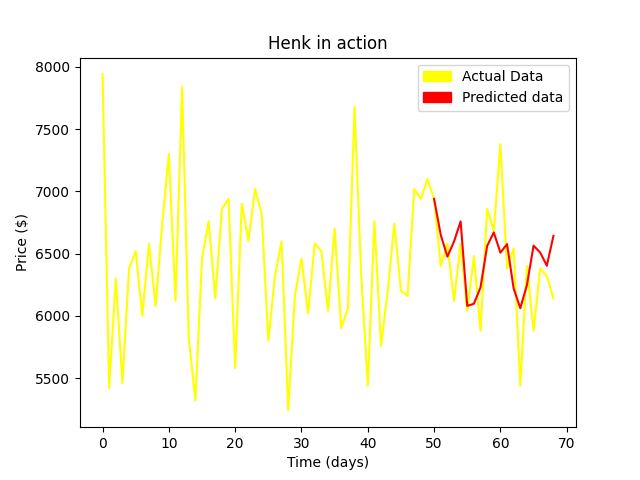 Henk in action
Actual Data
Predicted data
Price ($)
8000
7500
7000
6500
6000
5500
0 10 20 30 40 50 60 70
Time (days)